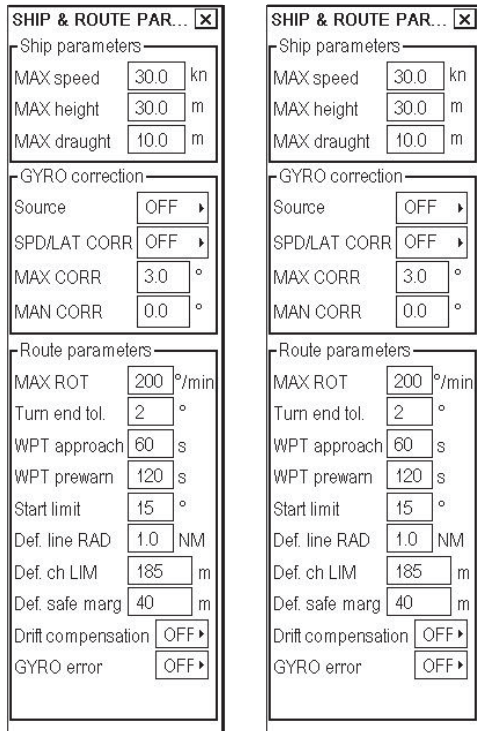 SHIP & ROUTE PAR...
Ship parameters
MAX speed 30.0 kn
MAX height 30.0 m
MAX draught 10.0 m
GYRO correction
Source OFF
SPD/LAT CORR OFF
MAX CORR 3.0 °
MAN CORR 0.0 °
Route parameters
MAX ROT 200 °/min
Turn end tol. 2 °
WPT approach 60 s
WPT prewarn 120 s
Start limit 15 °
Def. line RAD 1.0 NM
Def. ch LIM 185 m
Def. safe marg 40 m
Drift compensation OFF
GYRO error OFF
SHIP & ROUTE PAR...
Ship parameters
MAX speed 30.0 kn
MAX height 30.0 m
MAX draught 10.0 m
GYRO correction
Source OFF
SPD/LAT CORR OFF
MAX CORR 3.0 °
MAN CORR 0.0 °
Route parameters
MAX ROT 200 °/min
Turn end tol. 2 °
WPT approach 60 s
WPT prewarn 120 s
Start limit 15 °
Def. line RAD 1.0 NM
Def. ch LIM 185 m
Def. safe marg 40 m
Drift compensation OFF
GYRO error OFF